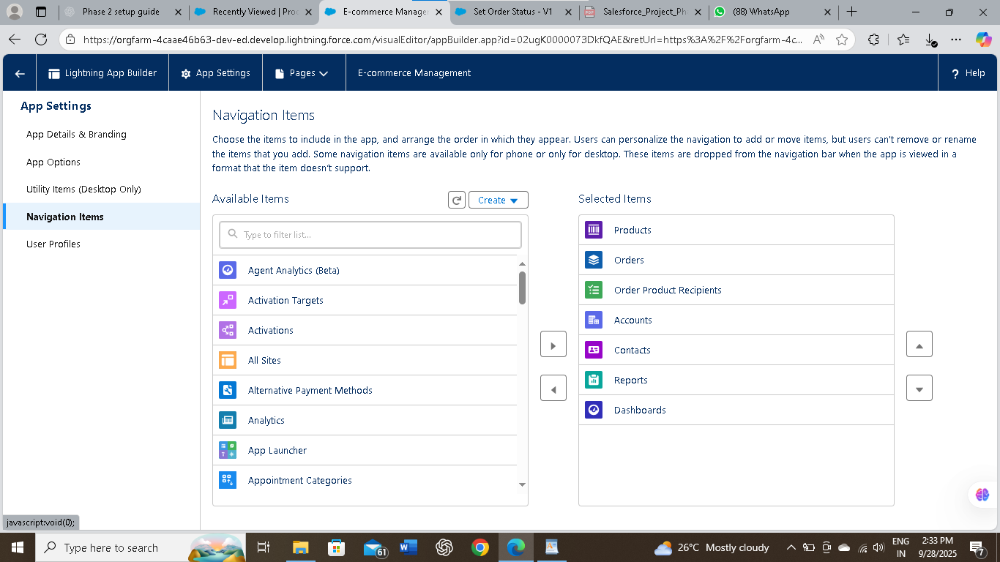 Phase 2 setup guide
Recently Viewed | Proc
E-commerce Manage
Set Order Status - V1
Salesforce_Project_Ph
(88) WhatsApp
https://orgfarm-4caae46b63-dev-ed.develop.lightning.force.com/visualEditor/appBuilder.app?id=02ugK0000073DkfQAE&retUrl=https%3A%2F%2Forgfarm-4c...
Lightning App Builder
App Settings
Pages
E-commerce Management
? Help
App Settings
App Details & Branding
App Options
Utility Items (Desktop Only)
Navigation Items
User Profiles
Navigation Items
Choose the items to include in the app, and arrange the order in which they appear. Users can personalize the navigation to add or move items, but users can't remove or rename
the items that you add. Some navigation items are available only for phone or only for desktop. These items are dropped from the navigation bar when the app is viewed in a
format that the item doesn't support.
Available Items
Create
Type to filter list...
Agent Analytics (Beta)
Activation Targets
Activations
All Sites
Alternative Payment Methods
Analytics
App Launcher
Appointment Categories
Selected Items
Products
Orders
Order Product Recipients
Accounts
Contacts
Reports
Dashboards
javascript:void(0);
Type here to search
61
26°C Mostly cloudy
ENG
IN
2:33 PM
9/28/2025
7